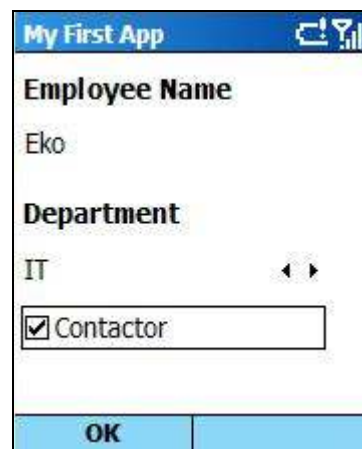 My First App
Employee Name
Eko
Department
IT
Contactor
OK